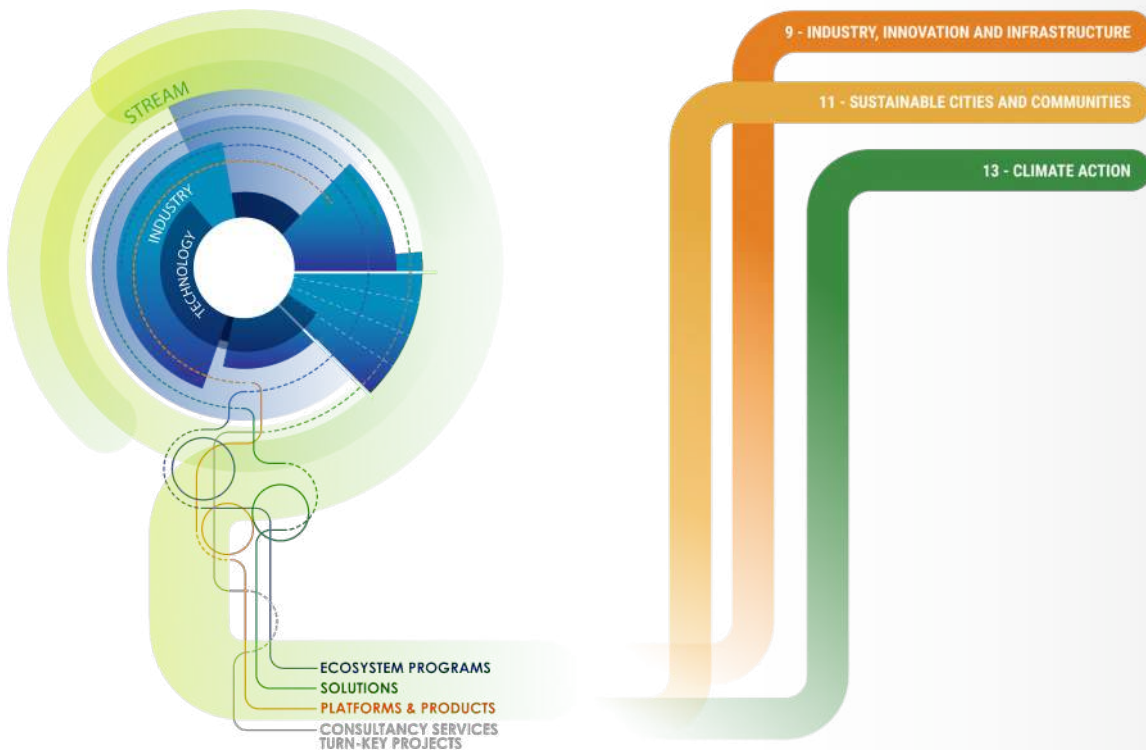 STREAM
INDUSTRY
TECHNOLOGY
ECOSYSTEM PROGRAMS
SOLUTIONS
PLATFORMS & PRODUCTS
CONSULTANCY SERVICES
TURN-KEY PROJECTS
9 - INDUSTRY, INNOVATION AND INFRASTRUCTURE
11 - SUSTAINABLE CITIES AND COMMUNITIES
13 - CLIMATE ACTION